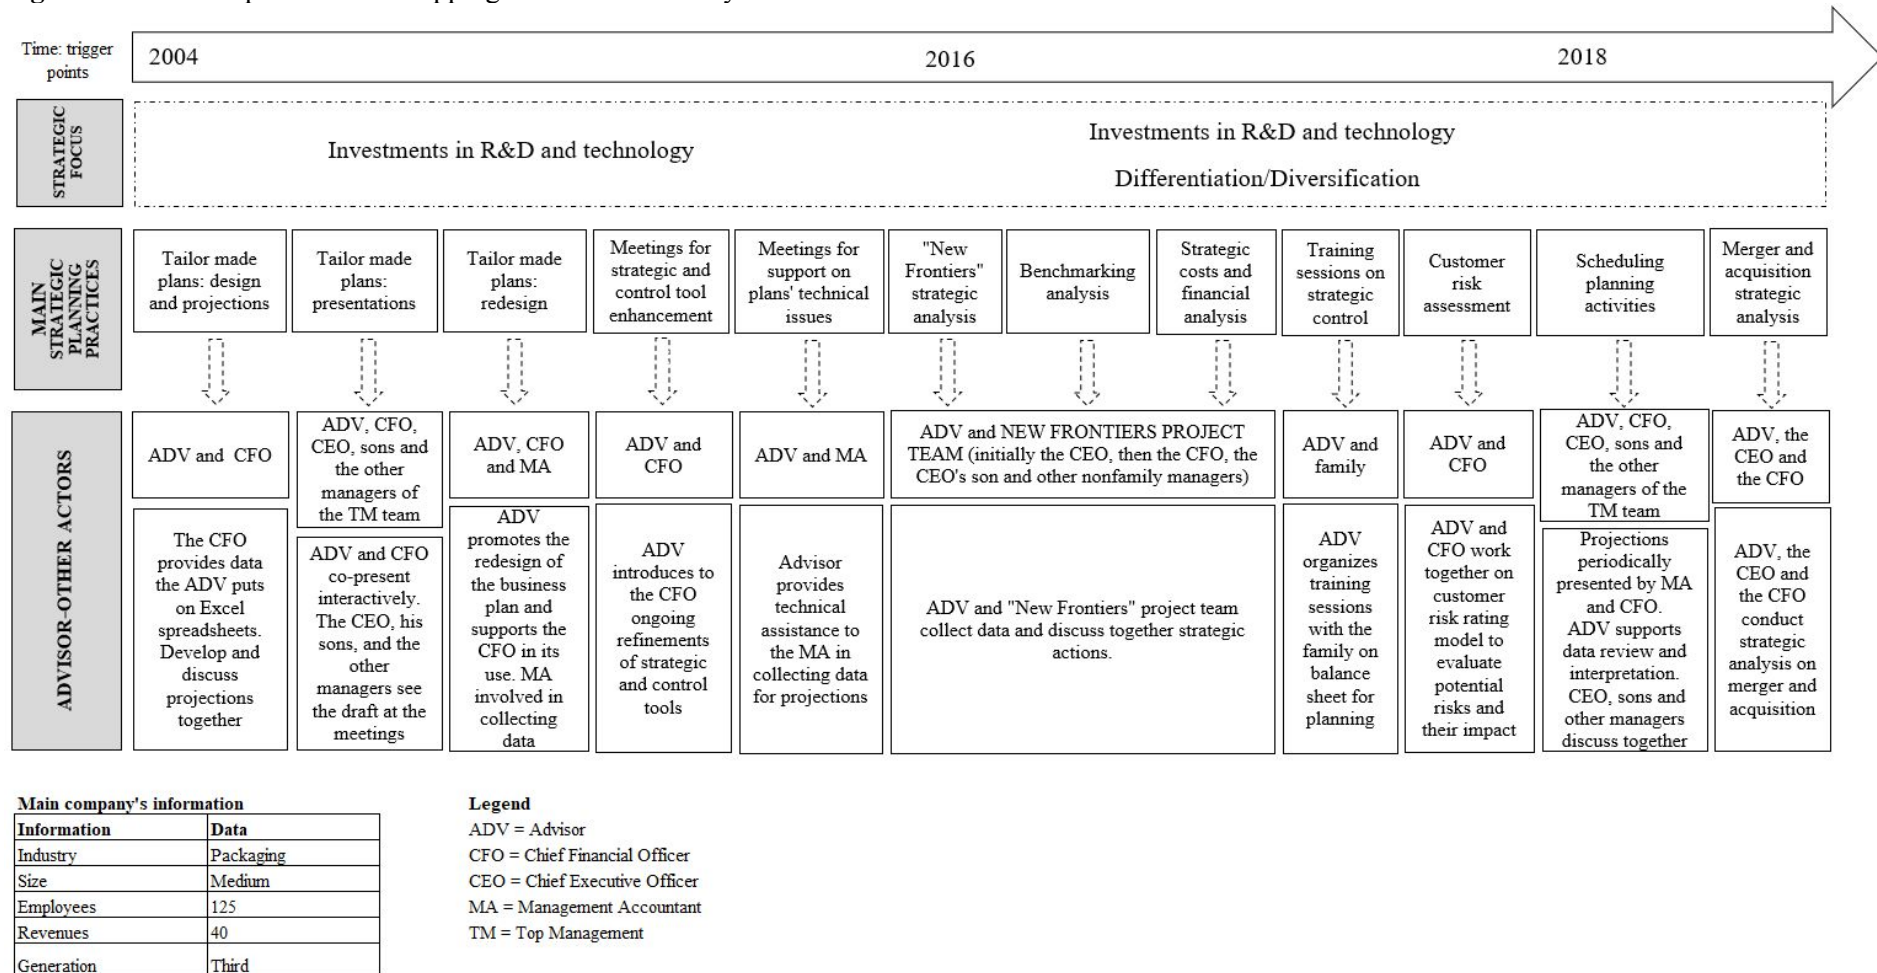 Time: trigger
points
2004
2016
2018
STRATEGIC
FOCUS
Investments in R&D and technology
Investments in R&D and technology
Differentiation/Diversification
MAIN
STRATEGIC
PLANNING
PRACTICES
Tailor made
plans: design
and projections
Tailor made
plans:
presentations
Tailor made
plans:
redesign
Meetings for
strategic and
control tool
enhancement
Meetings for
support on
plans' technical
issues
"New
Frontiers"
strategic
analysis
Benchmarking
analysis
Strategic
costs and
financial
analysis
Training
sessions on
strategic
control
Customer
risk
assessment
Scheduling
planning
activities
Merger and
acquisition
strategic
analysis
ADVISOR-OTHER ACTORS
ADV and CFO
ADV, CFO,
CEO, sons and
the other
managers of
the TM team
ADV, CFO
and MA
ADV and
CFO
ADV and MA
ADV and NEW FRONTIERS PROJECT
TEAM (initially the CEO, then the CFO, the
CEO's son and other nonfamily managers)
ADV and
family
ADV and
CFO
ADV, CFO,
CEO, sons and
the other
managers of the
TM team
ADV, the
CEO and
the CFO
The CFO
provides data
the ADV puts
on Excel
spreadsheets.
Develop and
discuss
projections
together
ADV and CFO
co-present
interactively.
The CEO, his
sons, and the
other
managers see
the draft at the
meetings
ADV
promotes the
redesign of
the business
plan and
supports the
CFO in its
use. MA
involved in
collecting
data
ADV
introduces to
the CFO
ongoing
refinements
of strategic
and control
tools
Advisor
provides
technical
assistance to
the MA in
collecting data
for projections
ADV and "New Frontiers" project team
collect data and discuss together strategic
actions.
ADV
organizes
training
sessions
with the
family on
balance
sheet for
planning
ADV and
CFO work
together on
customer
risk rating
model to
evaluate
potential
risks and
their impact
Projections
periodically
presented by MA
and CFO.
ADV supports
data review and
interpretation.
CEO, sons and
other managers
discuss together
ADV, the
CEO and
the CFO
conduct
strategic
analysis on
merger and
acquisition
Main company's information
Information Data
Industry Packaging
Size Medium
Employees 125
Revenues 40
Generation Third
Legend
ADV = Advisor
CFO = Chief Financial Officer
CEO = Chief Executive Officer
MA = Management Accountant
TM = Top Management